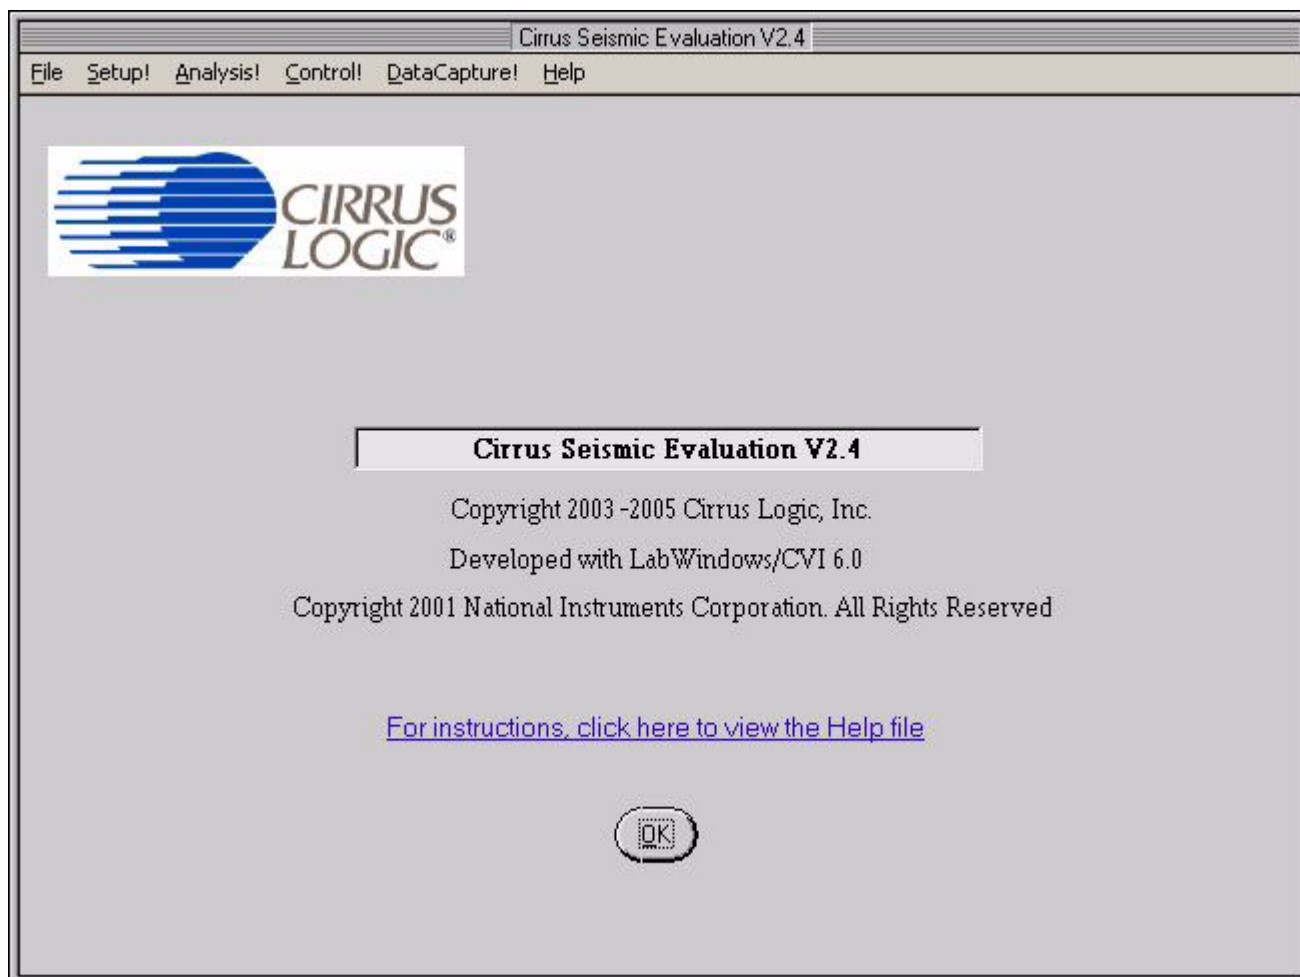 Cirrus Seismic Evaluation V2.4
File Setup! Analysis! Control! DataCapture! Help
CIRRUS
LOGIC®
Cirrus Seismic Evaluation V2.4
Copyright 2003 -2005 Cirrus Logic, Inc.
Developed with LabWindows/CVI 6.0
Copyright 2001 National Instruments Corporation. All Rights Reserved
For instructions, click here to view the Help file
OK